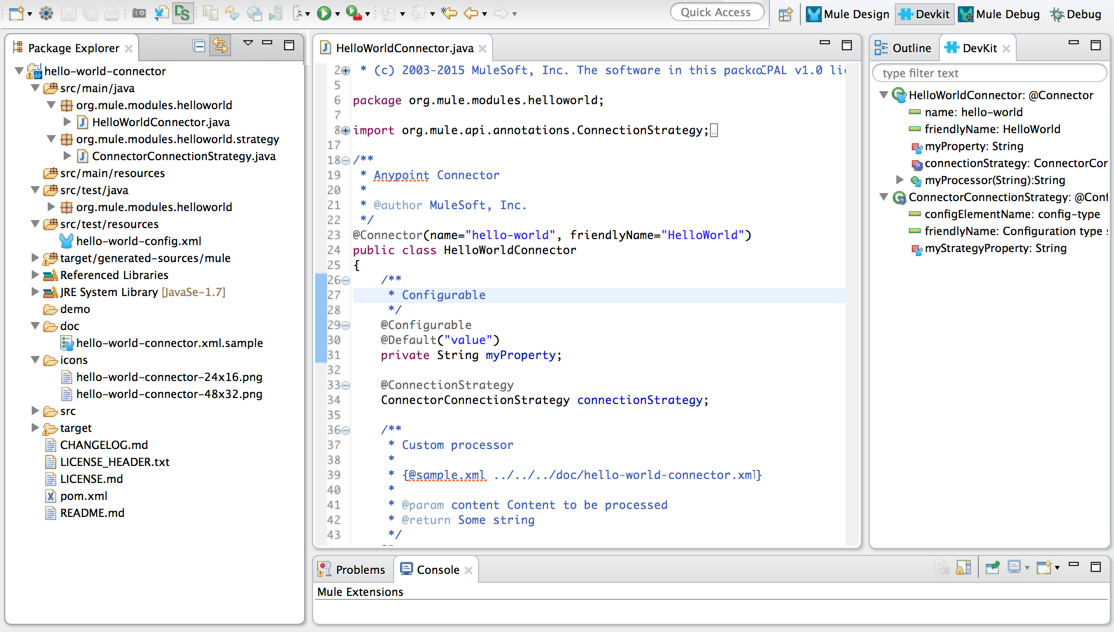 Quick Access
Mule Design
Devkit
Mule Debug
Debug
Package Explorer
hello-world-connector
src/main/java
org.mule.modules.helloworld
HelloWorldConnector.java
org.mule.modules.helloworld.strategy
ConnectorConnectionStrategy.java
src/main/resources
src/test/java
org.mule.modules.helloworld
src/test/resources
hello-world-config.xml
target/generated-sources/mule
Referenced Libraries
JRE System Library [JavaSe-1.7]
demo
doc
hello-world-connector.xml.sample
icons
hello-world-connector-24x16.png
hello-world-connector-48x32.png
src
target
CHANGELOG.md
LICENSE_HEADER.txt
LICENSE.md
pom.xml
README.md
HelloWorldConnector.java
2 * (c) 2003-2015 MuleSoft, Inc. The software in this
5
6 package org.mule.modules.helloworld;
7
8 import org.mule.api.annotations.ConnectionStrategy;
17
18 /**
19 * Anypoint Connector
20 *
21 * @author MuleSoft, Inc.
22 */
23 @Connector(name="hello-world", friendlyName="HelloWorld")
24 public class HelloWorldConnector
25 {
26 /**
27 * Configurable
28 */
29 @Configurable
30 @Default("value")
31 private String myProperty;
32
33 @ConnectionStrategy
34 ConnectorConnectionStrategy connectionStrategy;
35
36 /**
37 * Custom processor
38 *
39 * {@sample.xml ../../../doc/hello-world-connector.xml}
40 *
41 * @param content Content to be processed
42 * @return Some string
43 */
Outline
DevKit
type filter text
HelloWorldConnector: @Connector
name: hello-world
friendlyName: HelloWorld
myProperty: String
connectionStrategy: ConnectorCor
myProcessor(String):String
ConnectorConnectionStrategy: @Conf
configElementName: config-type
friendlyName: Configuration type
myStrategyProperty: String
Problems
Console
Mule Extensions